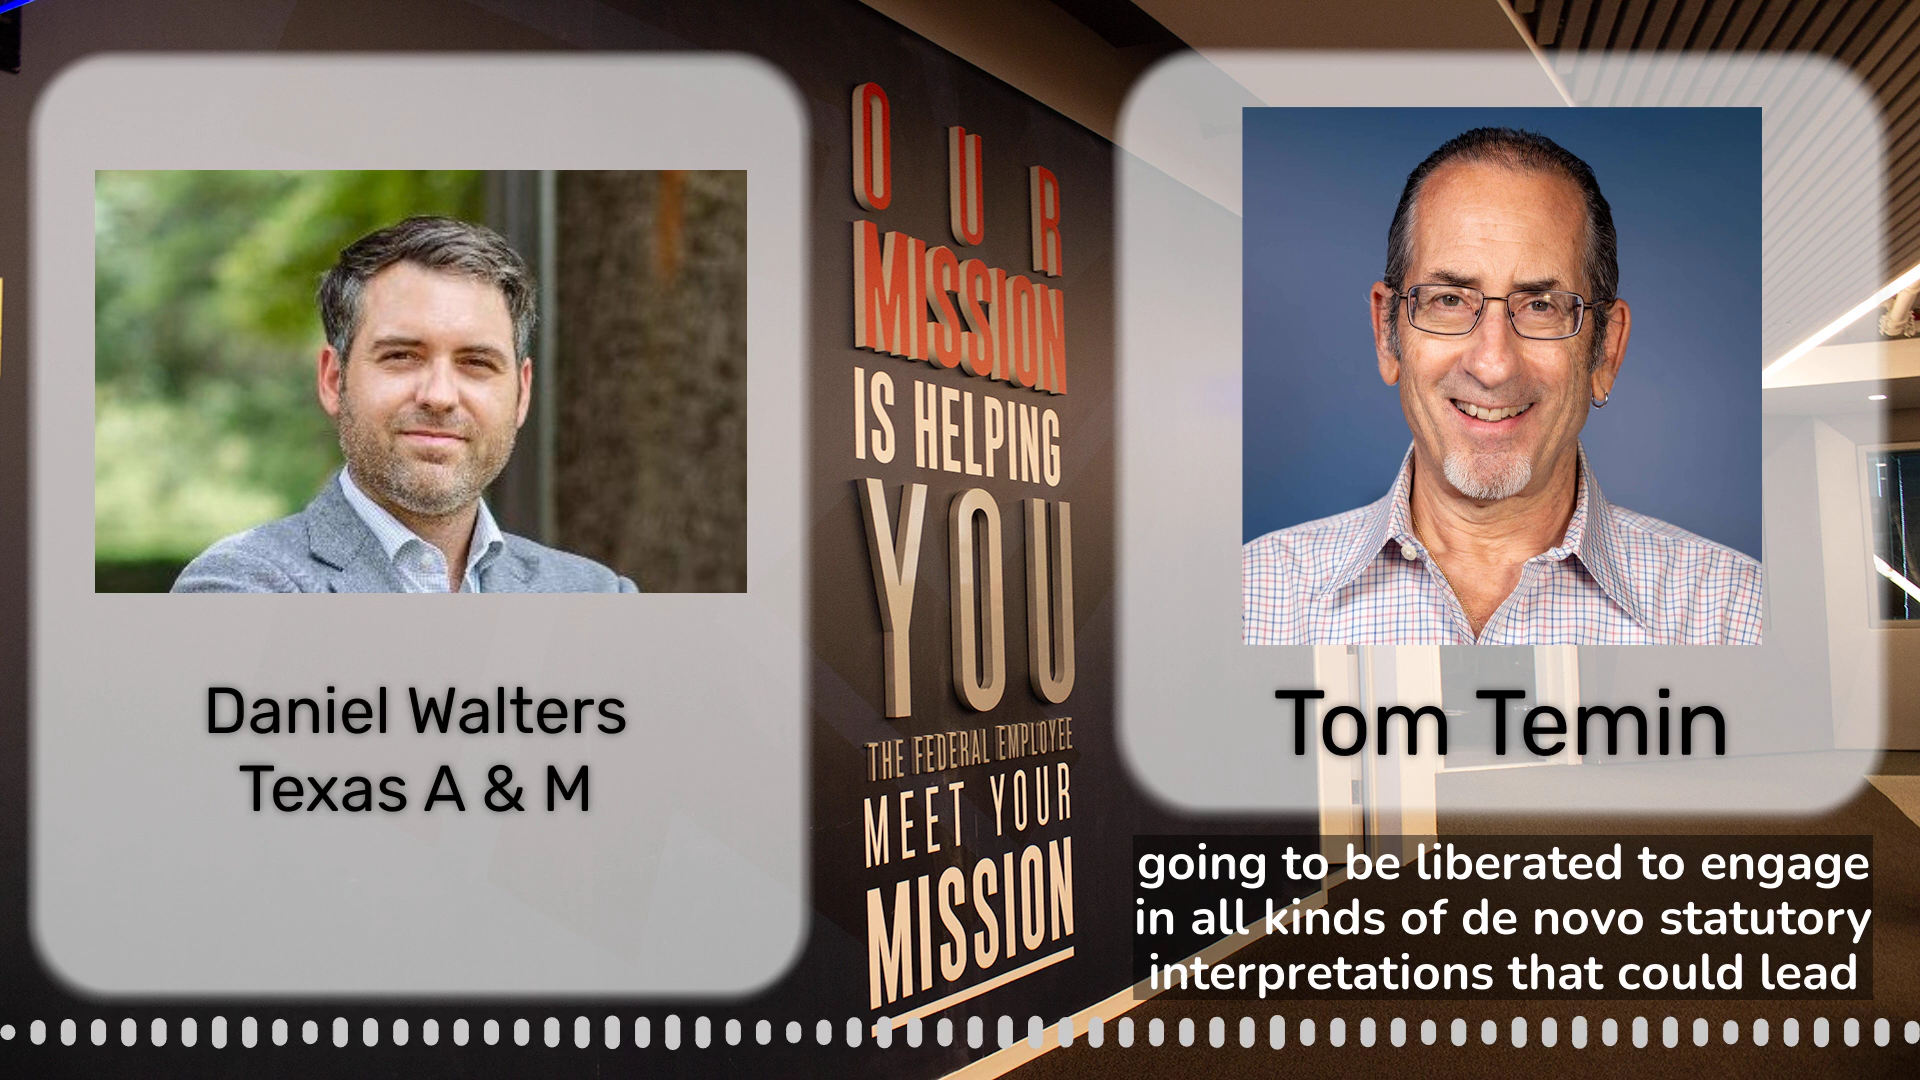 OUR
MISSION
IS HELPING
YOU
THE FEDERAL EMPLOYEE
MEET YOUR
MISSION
Daniel Walters
Texas A & M
Tom Temin
going to be liberated to engage
in all kinds of de novo statutory
interpretations that could lead